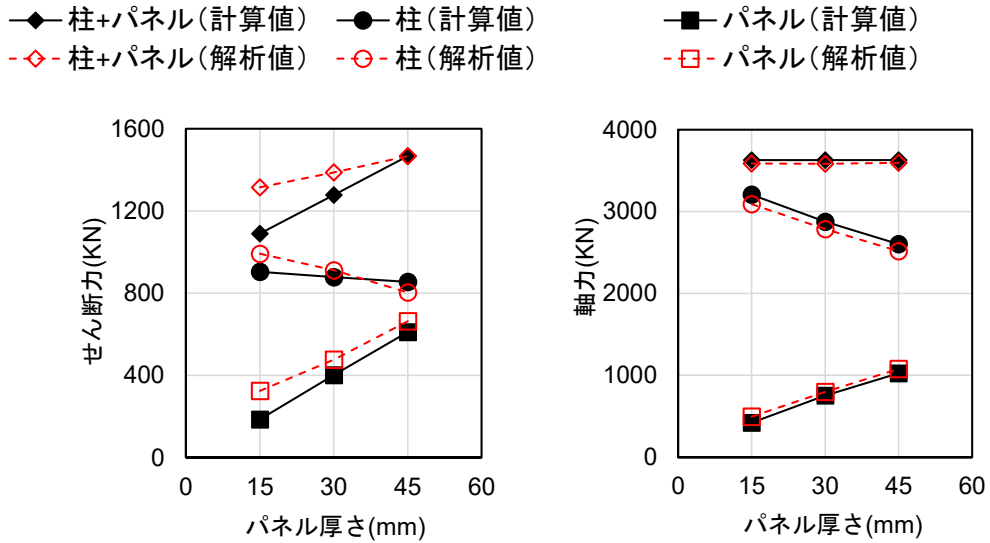 柱+パネル(計算値) 柱(計算値) パネル(計算値)
柱+パネル(解析値) 柱(解析値) パネル(解析値)
せん断力(KN)
1600
1200
800
400
0
0 15 30 45 60
パネル厚さ(mm)
軸力(KN)
4000
3000
2000
1000
0
0 15 30 45 60
パネル厚さ(mm)